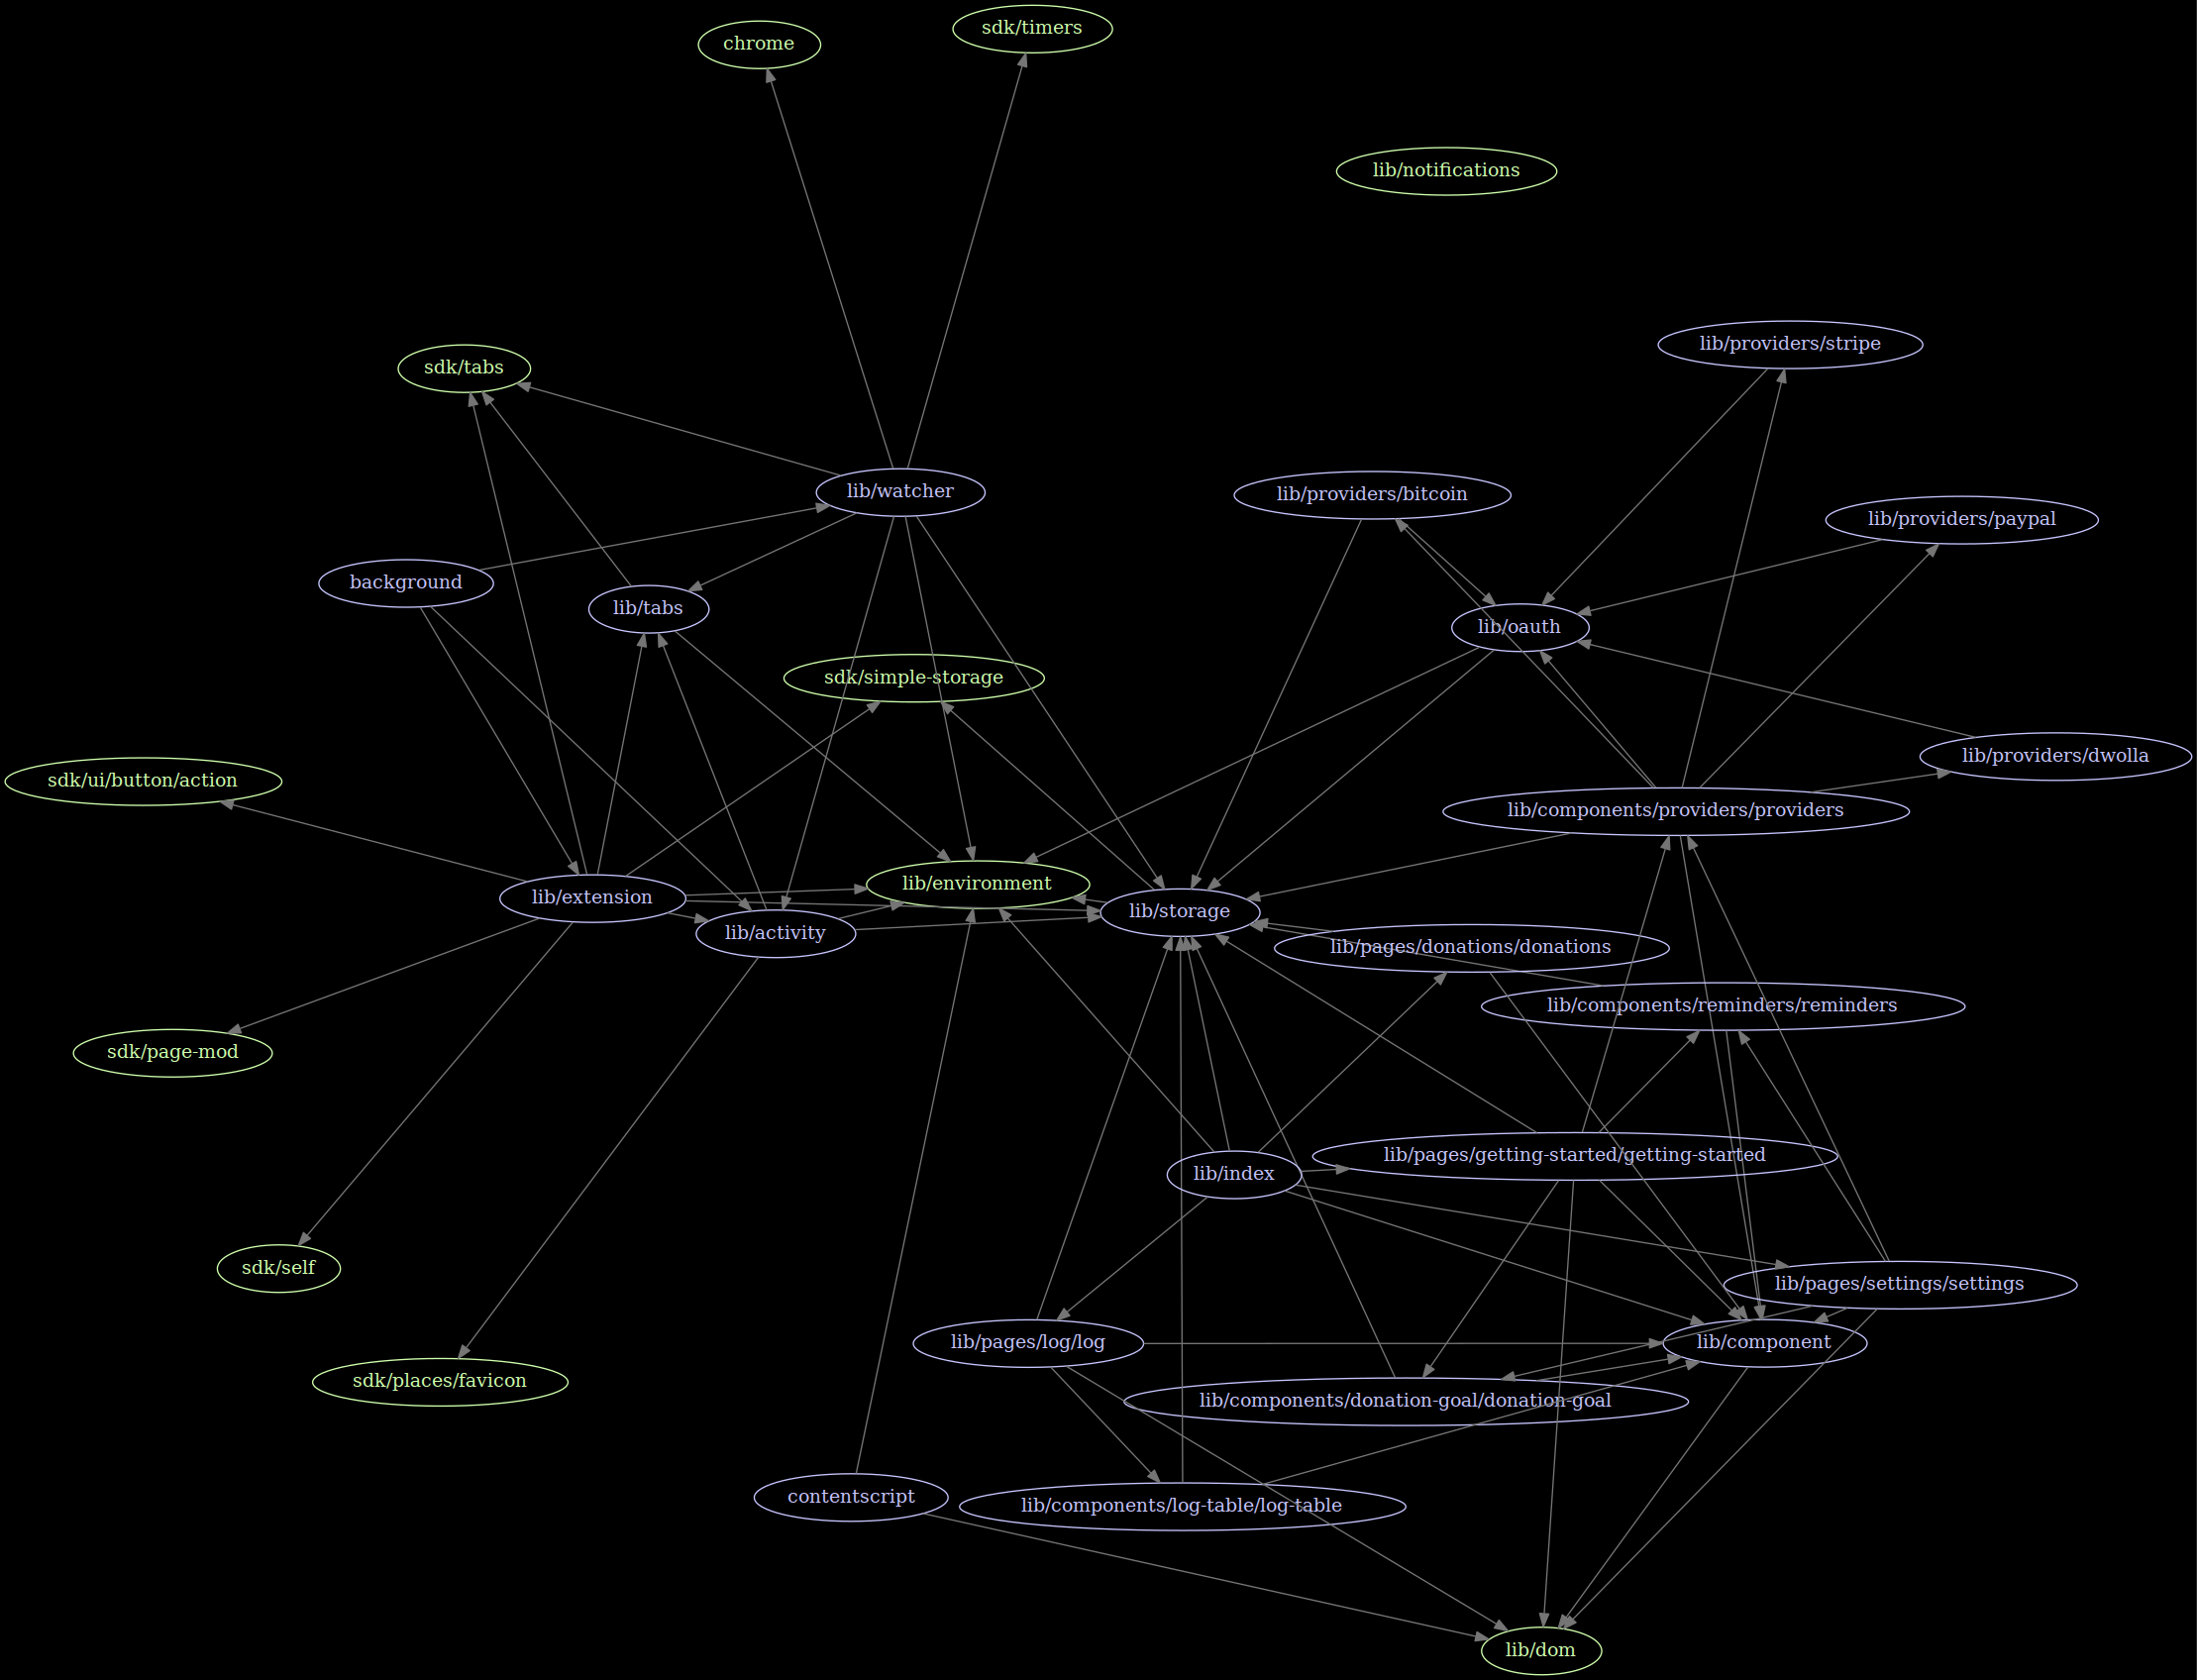 sdk/timers
chrome
lib/notifications
lib/providers/stripe
sdk/tabs
lib/watcher
lib/providers/bitcoin
lib/providers/paypal
background
lib/tabs
lib/oauth
sdk/simple-storage
lib/providers/dwolla
sdk/ui/button/action
lib/components/providers/providers
lib/environment
lib/extension
lib/storage
lib/activity
lib/pages/donations/donations
lib/components/reminders/reminders
sdk/page-mod
lib/pages/getting-started/getting-started
lib/index
sdk/self
lib/pages/settings/settings
lib/pages/log/log
lib/component
sdk/places/favicon
lib/components/donation-goal/donation-goal
contentscript
lib/components/log-table/log-table
lib/dom